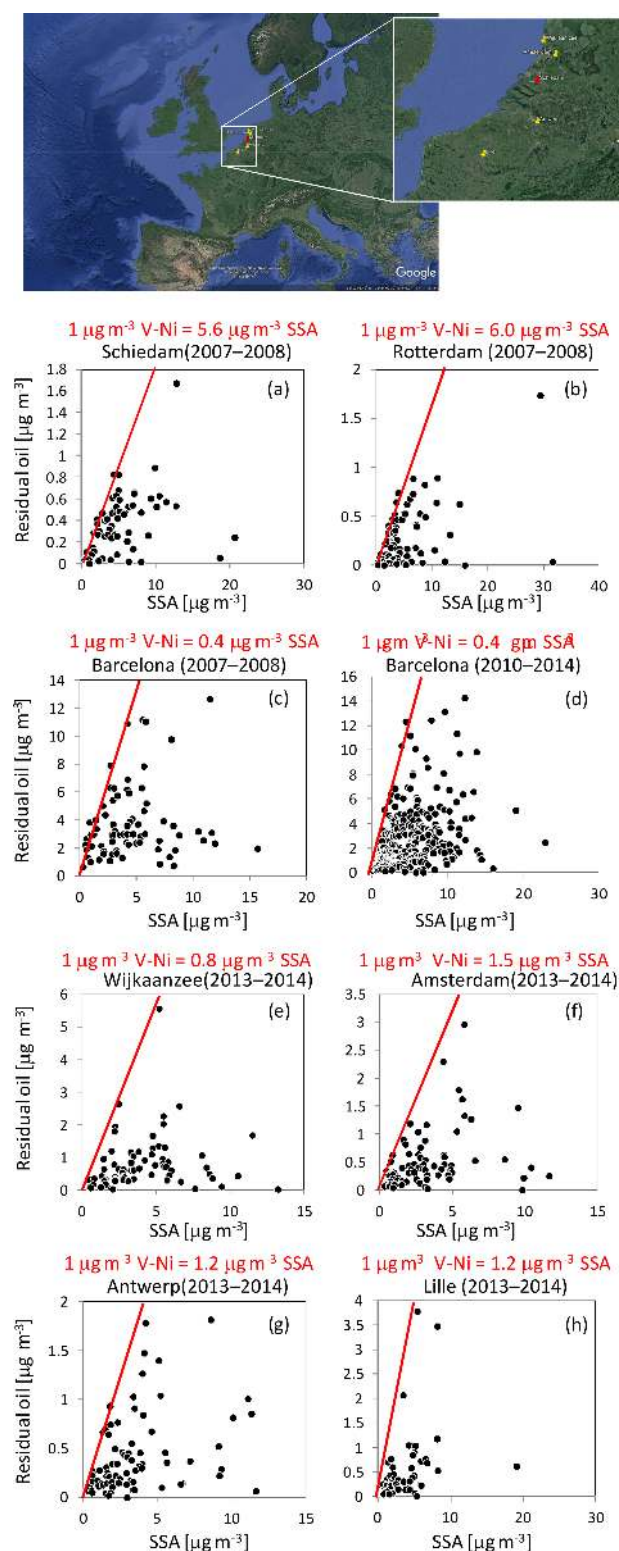 Google
1 µg m⁻³ V-Ni = 5.6 µg m⁻³ SSA
Schiedam(2007–2008)
(a)
Residual oil [µg m⁻³]
1.8
1.6
1.4
1.2
1
0.8
0.6
0.4
0.2
0
0 10 20 30
SSA [µg m⁻³]
1 µg m⁻³ V-Ni = 6.0 µg m⁻³ SSA
Rotterdam (2007–2008)
(b)
2
1.5
1
0.5
0
0 10 20 30 40
SSA [µg m⁻³]
1 µg m⁻³ V-Ni = 0.4 µg m⁻³ SSA
Barcelona (2007–2008)
(c)
Residual oil [µg m⁻³]
14
12
10
8
6
4
2
0
0 5 10 15 20
SSA [µg m⁻³]
1 µgm V³-Ni = 0.4 gm SSA
Barcelona (2010–2014)
(d)
16
14
12
10
8
6
4
2
0
0 10 20 30
SSA [µg m⁻³]
1 µg m⁻³ V-Ni = 0.8 µg m⁻³ SSA
Wijkaanzee(2013–2014)
(e)
Residual oil [µg m⁻³]
6
5
4
3
2
1
0
0 5 10 15
SSA [µg m⁻³]
1 µg m⁻³ V-Ni = 1.5 µg m⁻³ SSA
Amsterdam(2013–2014)
(f)
3.5
3
2.5
2
1.5
1
0.5
0
0 5 10 15
SSA [µg m⁻³]
1 µg m⁻³ V-Ni = 1.2 µg m⁻³ SSA
Antwerp(2013–2014)
(g)
Residual oil [µg m⁻³]
2
1.5
1
0.5
0
0 5 10 15
SSA [µg m⁻³]
1 µg m⁻³ V-Ni = 1.2 µg m⁻³ SSA
Lille (2013–2014)
(h)
4
3.5
3
2.5
2
1.5
1
0.5
0
0 10 20 30
SSA [µg m⁻³]